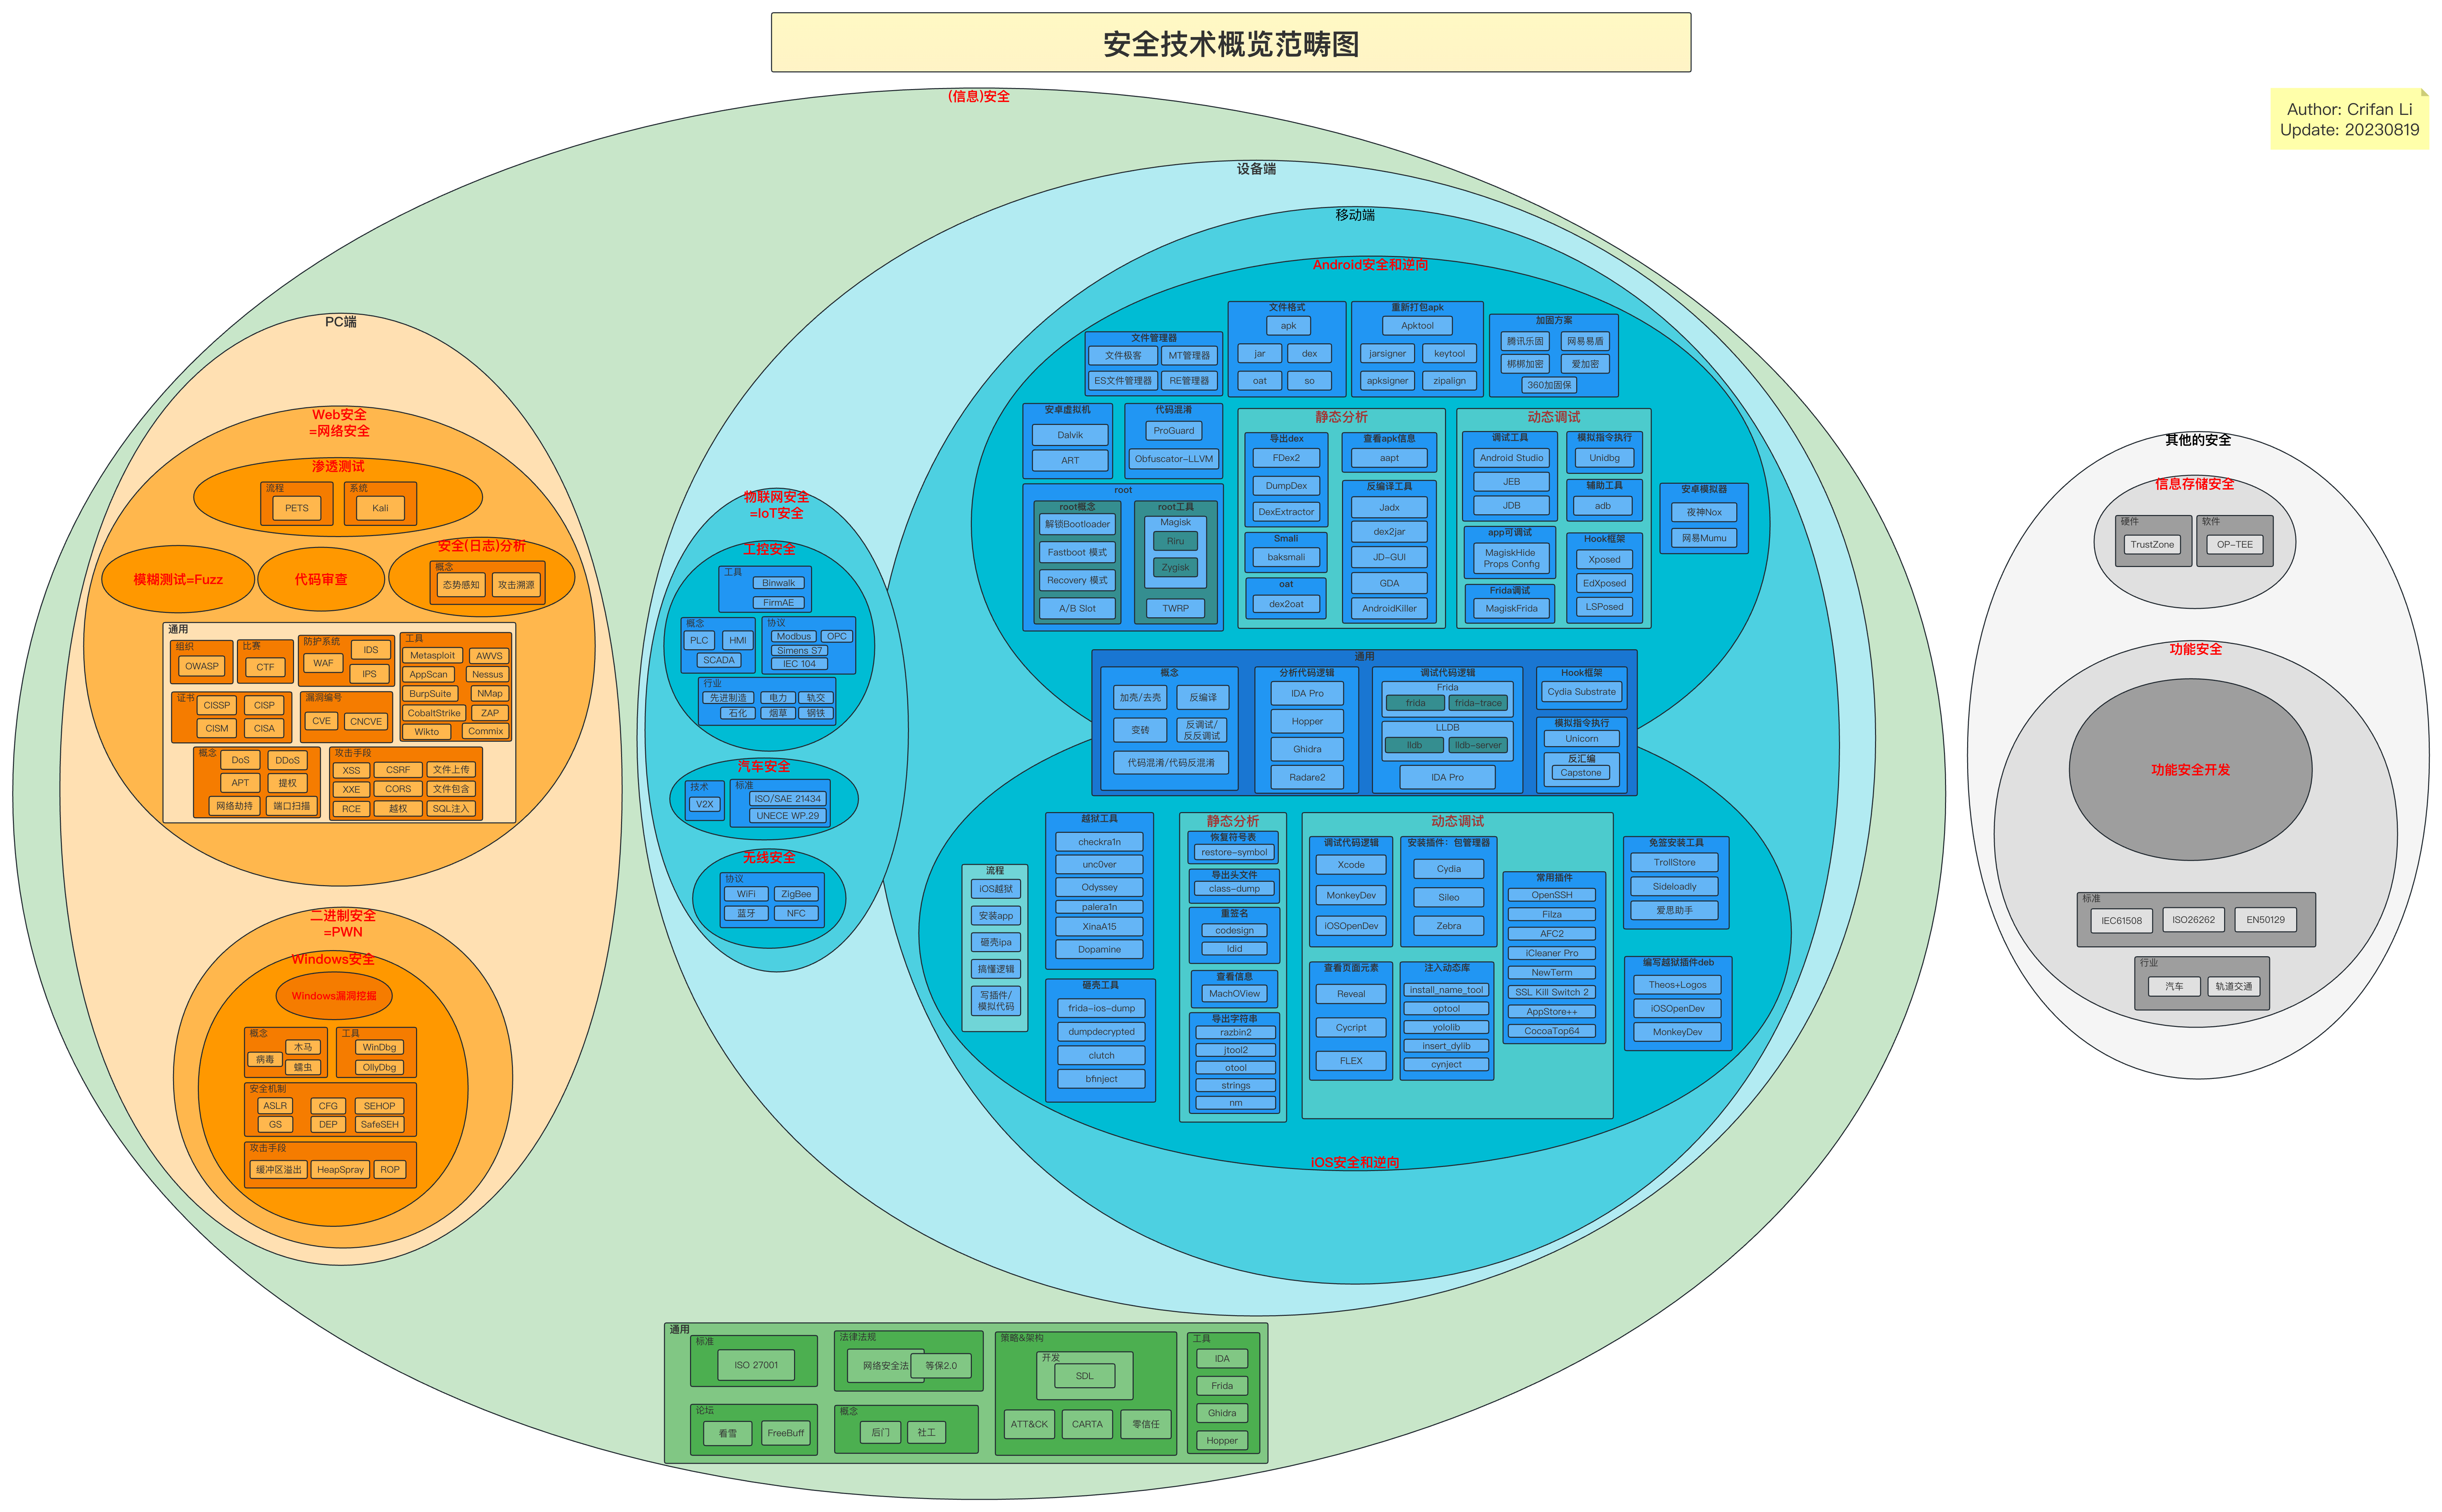 安全技术概览范畴图
Author: Crifan Li
Update: 20230819
(信息)安全
PC端
Web安全
=网络安全
渗透测试
流程
PETS
系统
Kali
模糊测试=Fuzz
代码审查
安全(日志)分析
概念
态势感知
攻击溯源
通用
组织
OWASP
比赛
CTF
防护系统
WAF
IDS
IPS
工具
Metasploit
AWVS
AppScan
Nessus
BurpSuite
NMap
CobaltStrike
ZAP
Wikto
Commix
证书
CISSP
CISP
CISM
CISA
漏洞编号
CVE
CNCVE
概念
DoS
DDoS
APT
提权
网络劫持
端口扫描
攻击手段
XSS
CSRF
文件上传
XXE
CORS
文件包含
RCE
越权
SQL注入
二进制安全
=PWN
Windows安全
Windows漏洞挖掘
概念
病毒
木马
蠕虫
工具
WinDbg
OllyDbg
安全机制
ASLR
CFG
SEHOP
GS
DEP
SafeSEH
攻击手段
缓冲区溢出
HeapSpray
ROP
设备端
物联网安全
=IoT安全
工控安全
工具
Binwalk
FirmAE
概念
PLC
HMI
SCADA
协议
Modbus
OPC
Simens S7
IEC 104
行业
先进制造
电力
轨交
石化
烟草
钢铁
汽车安全
技术
V2X
标准
ISO/SAE 21434
UNECE WP.29
无线安全
协议
WiFi
ZigBee
蓝牙
NFC
移动端
Android安全和逆向
文件管理器
文件极客
MT管理器
ES文件管理器
RE管理器
文件格式
apk
jar
dex
oat
so
重新打包apk
Apktool
jarsigner
keytool
apksigner
zipalign
加固方案
腾讯乐固
网易易盾
梆梆加密
爱加密
360加固保
安卓虚拟机
Dalvik
ART
代码混淆
ProGuard
Obfuscator-LLVM
root
root概念
解锁Bootloader
Fastboot 模式
Recovery 模式
A/B Slot
root工具
Magisk
Riru
Zygisk
TWRP
静态分析
导出dex
FDex2
DumpDex
DexExtractor
Smali
baksmali
oat
dex2oat
查看apk信息
aapt
反编译工具
Jadx
dex2jar
JD-GUI
GDA
AndroidKiller
动态调试
调试工具
Android Studio
JEB
JDB
app可调试
MagiskHide
Props Config
Frida调试
MagiskFrida
模拟指令执行
Unidbg
辅助工具
adb
Hook框架
Xposed
EdXposed
LSPosed
安卓模拟器
夜神Nox
网易Mumu
通用
概念
加壳/去壳
反编译
变砖
反调试/
反反调试
代码混淆/代码反混淆
分析代码逻辑
IDA Pro
Hopper
Ghidra
Radare2
调试代码逻辑
Frida
frida
frida-trace
LLDB
lldb
lldb-server
IDA Pro
Hook框架
Cydia Substrate
模拟指令执行
Unicorn
反汇编
Capstone
流程
iOS越狱
安装app
砸壳ipa
搞懂逻辑
写插件/
模拟代码
越狱工具
checkra1n
unc0ver
Odyssey
palera1n
XinaA15
Dopamine
砸壳工具
frida-ios-dump
dumpdecrypted
clutch
bfinject
静态分析
恢复符号表
restore-symbol
导出头文件
class-dump
重签名
codesign
ldid
查看信息
MachOView
导出字符串
razbin2
jtool2
otool
strings
nm
动态调试
调试代码逻辑
Xcode
MonkeyDev
iOSOpenDev
安装插件：包管理器
Cydia
Sileo
Zebra
查看页面元素
Reveal
Cycript
FLEX
注入动态库
install_name_tool
optool
yololib
insert_dylib
cynject
常用插件
OpenSSH
Filza
AFC2
iCleaner Pro
NewTerm
SSL Kill Switch 2
AppStore++
CocoaTop64
免签安装工具
TrollStore
Sideloadly
爱思助手
编写越狱插件deb
Theos+Logos
iOSOpenDev
MonkeyDev
iOS安全和逆向
通用
标准
ISO 27001
法律法规
网络安全法
等保2.0
策略&架构
开发
SDL
ATT&CK
CARTA
零信任
工具
IDA
Frida
Ghidra
Hopper
论坛
看雪
FreeBuff
概念
后门
社工
其他的安全
信息存储安全
硬件
TrustZone
软件
OP-TEE
功能安全
功能安全开发
标准
IEC61508
ISO26262
EN50129
行业
汽车
轨道交通